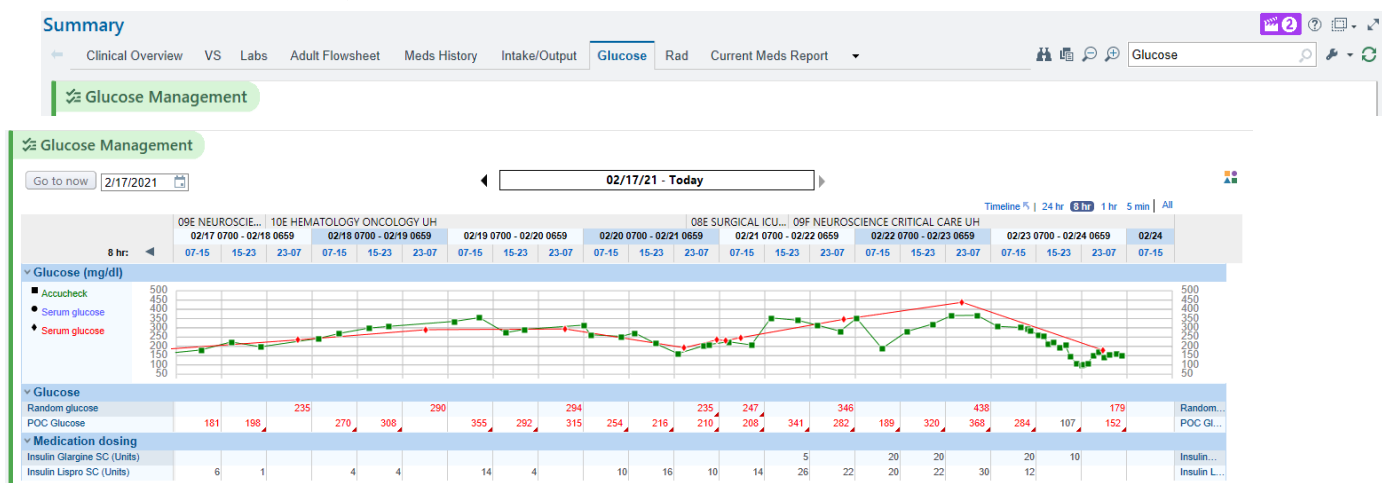 Summary
2
Clinical Overview VS Labs Adult Flowsheet Meds History Intake/Output Glucose Rad Current Meds Report Glucose
Glucose Management
Glucose Management
Go to now 2/17/2021 02/17/21 - Today
Timeline | 24 hr 8 hr 1 hr 5 min | All
09E NEUROSCIE... 10E HEMATOLOGY ONCOLOGY UH 08E SURGICAL ICU... 09F NEUROSCIENCE CRITICAL CARE UH
02/17 0700 - 02/18 0659 02/18 0700 - 02/19 0659 02/19 0700 - 02/20 0659 02/20 0700 - 02/21 0659 02/21 0700 - 02/22 0659 02/22 0700 - 02/23 0659 02/23 0700 - 02/24 0659 02/24
8 hr: 07-15 15-23 23-07 07-15 15-23 23-07 07-15 15-23 23-07 07-15 15-23 23-07 07-15 15-23 23-07 07-15 15-23 23-07 07-15 15-23 23-07 07-15
Glucose (mg/dl)
Accucheck 500 500
450 450
Serum glucose 400 400
350 350
Serum glucose 300 300
250 250
200 200
150 150
100 100
50 50
Glucose
Random glucose 235 290 294 235 247 346 438 179 Random...
POC Glucose 181 198 270 308 355 292 315 254 216 210 208 341 282 189 320 368 284 107 152 POC Gl...
Medication dosing
Insulin Glargine SC (Units) 5 20 20 20 10 Insulin...
Insulin Lispro SC (Units) 6 1 4 4 14 4 10 16 10 14 26 22 20 22 30 12 Insulin L...